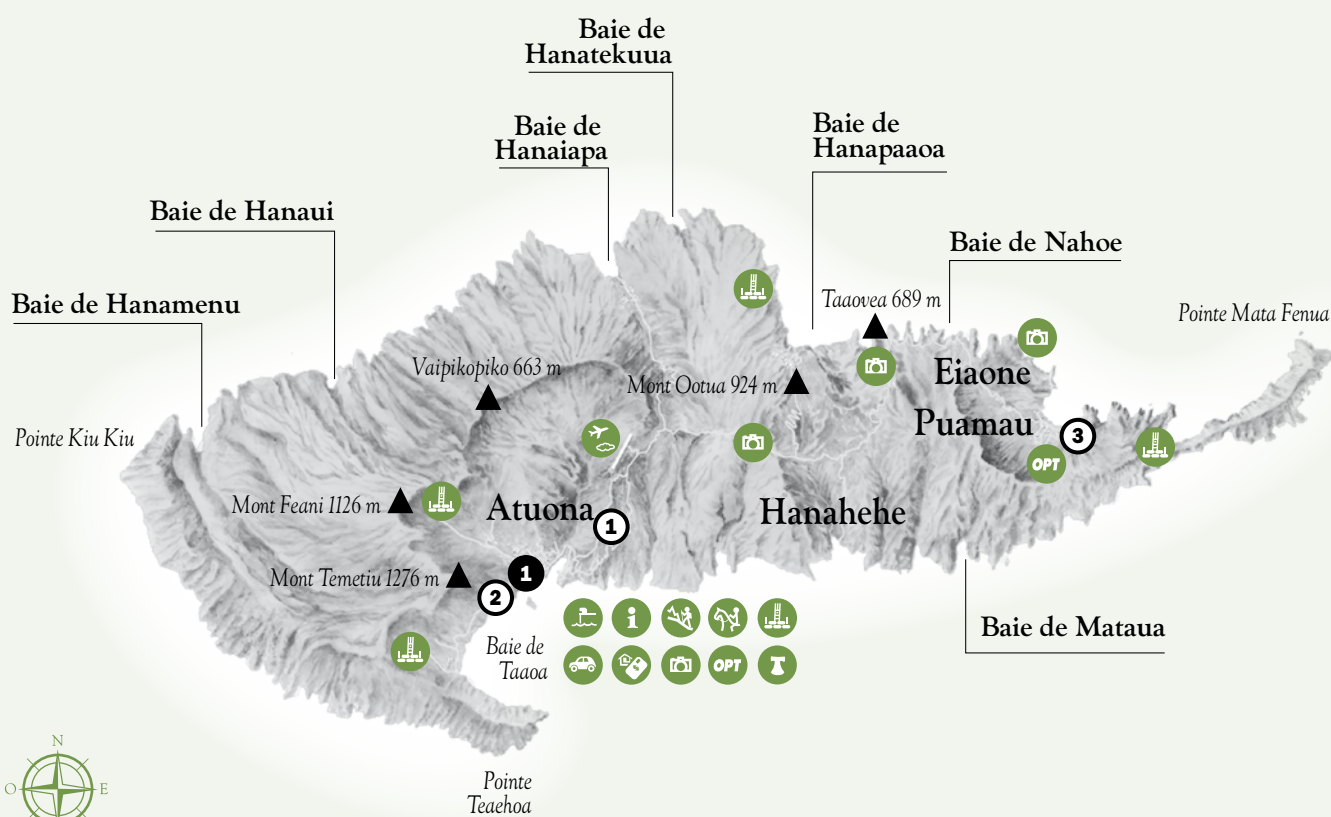 Baie de
Hanatekuua
Baie de
Hanaiapa
Baie de
Hanapaaoa
Baie de Hanaui
Baie de Nahoe
Baie de Hanamenu
Taaovea 689 m
Pointe Mata Fenua
Vaipikopiko 663 m
Mont Ootua 924 m
Eiaone
Puamau
3
Pointe Kiu Kiu
OPT
Mont Feani 1126 m
Atuona
1
Hanahehe
Mont Temetiu 1276 m
1
2
i
Baie de
Taaoa
OPT
Baie de Mataua
N
O
E
Pointe
Teaehoa